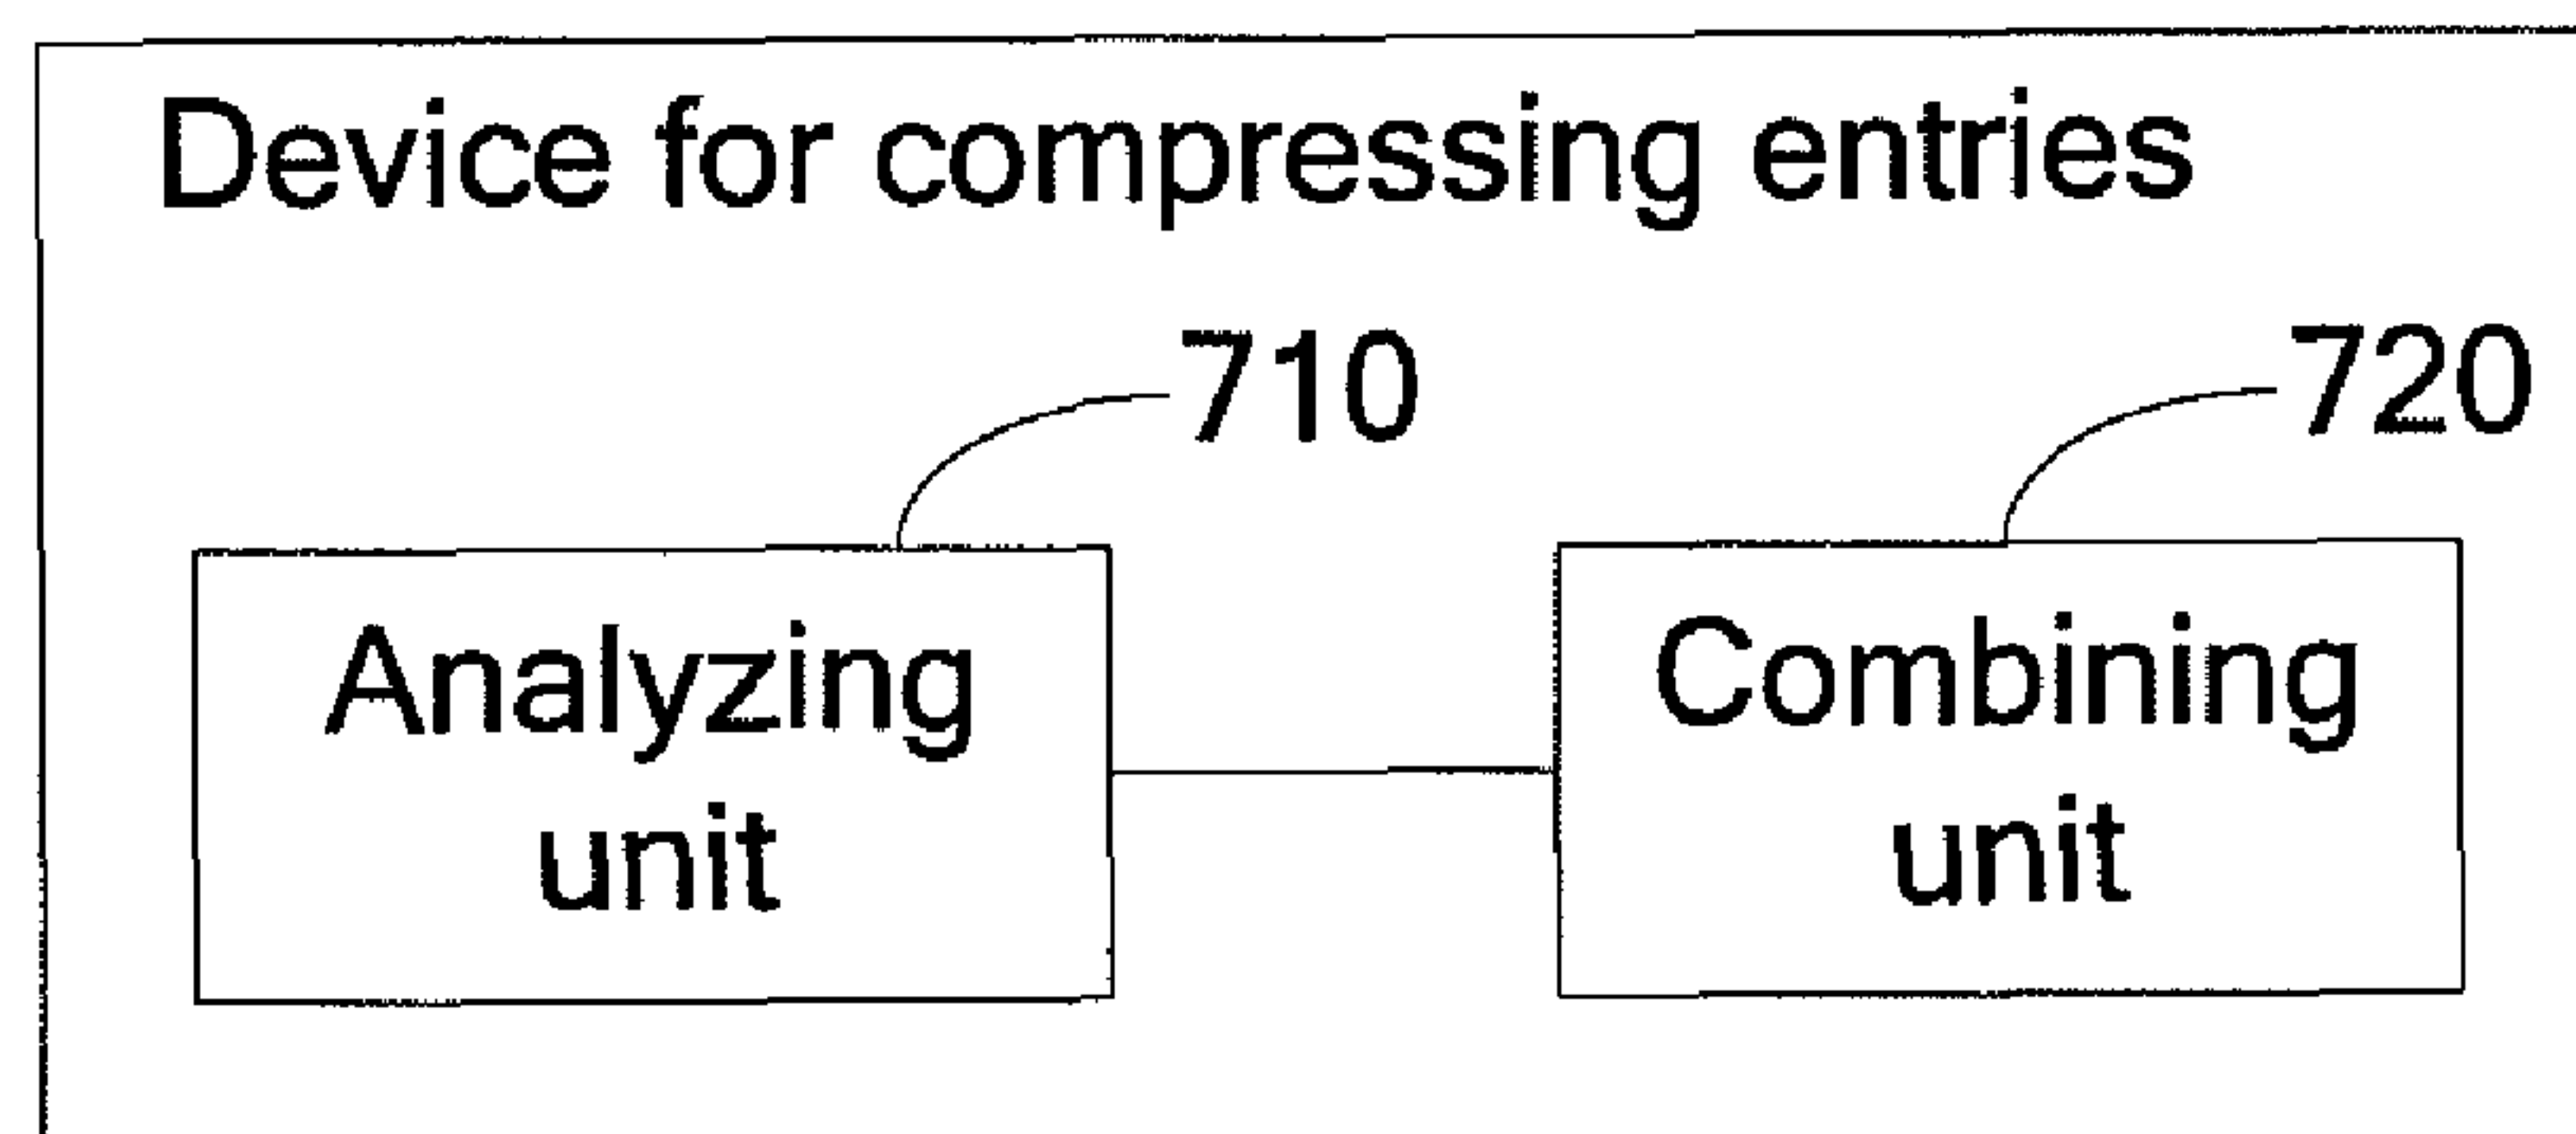 Device for compressing entries
710
720
Analyzing
unit
Combining
unit